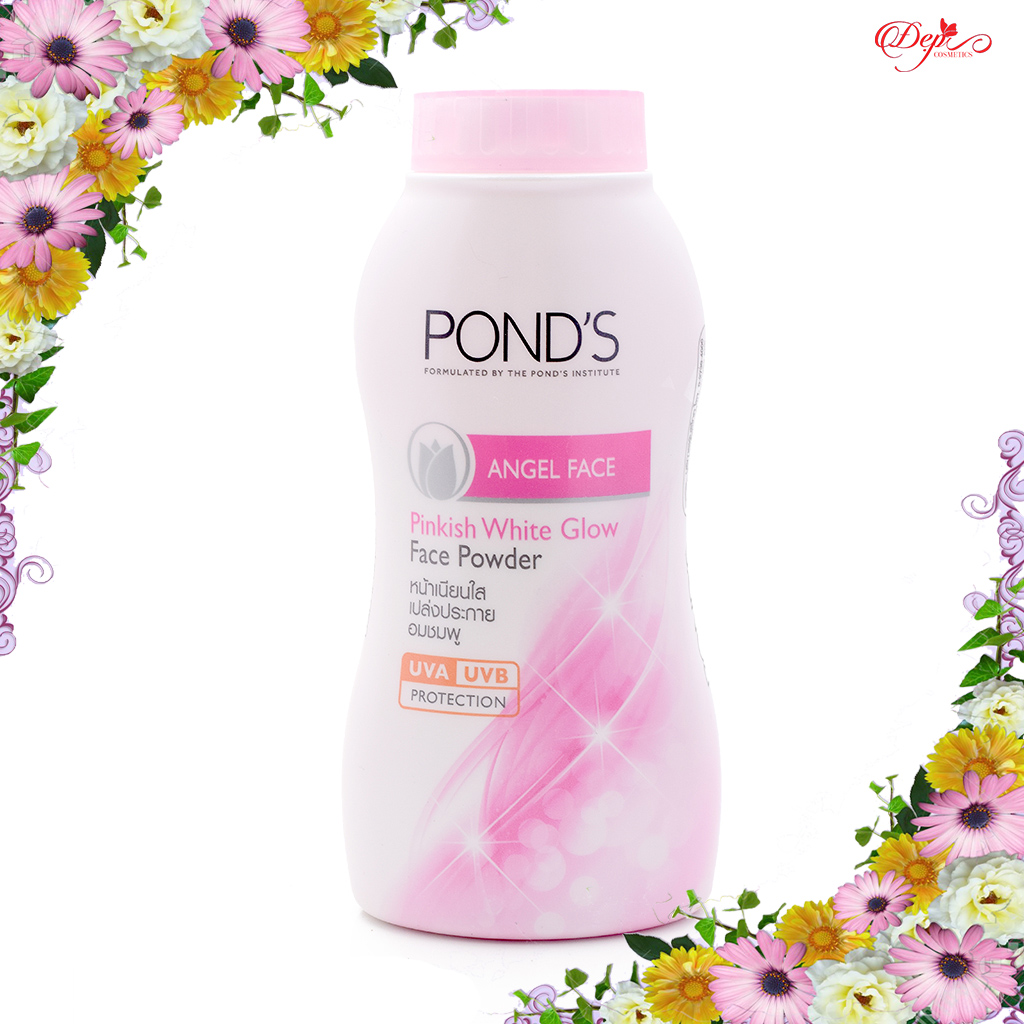 Dẹp
COSMETICS
POND'S
FORMULATED BY THE POND'S INSTITUTE
ANGEL FACE
Pinkish White Glow
Face Powder
หน้าเนียนใส
เปล่งประกาย
อมชมพู
UVA UVB
PROTECTION